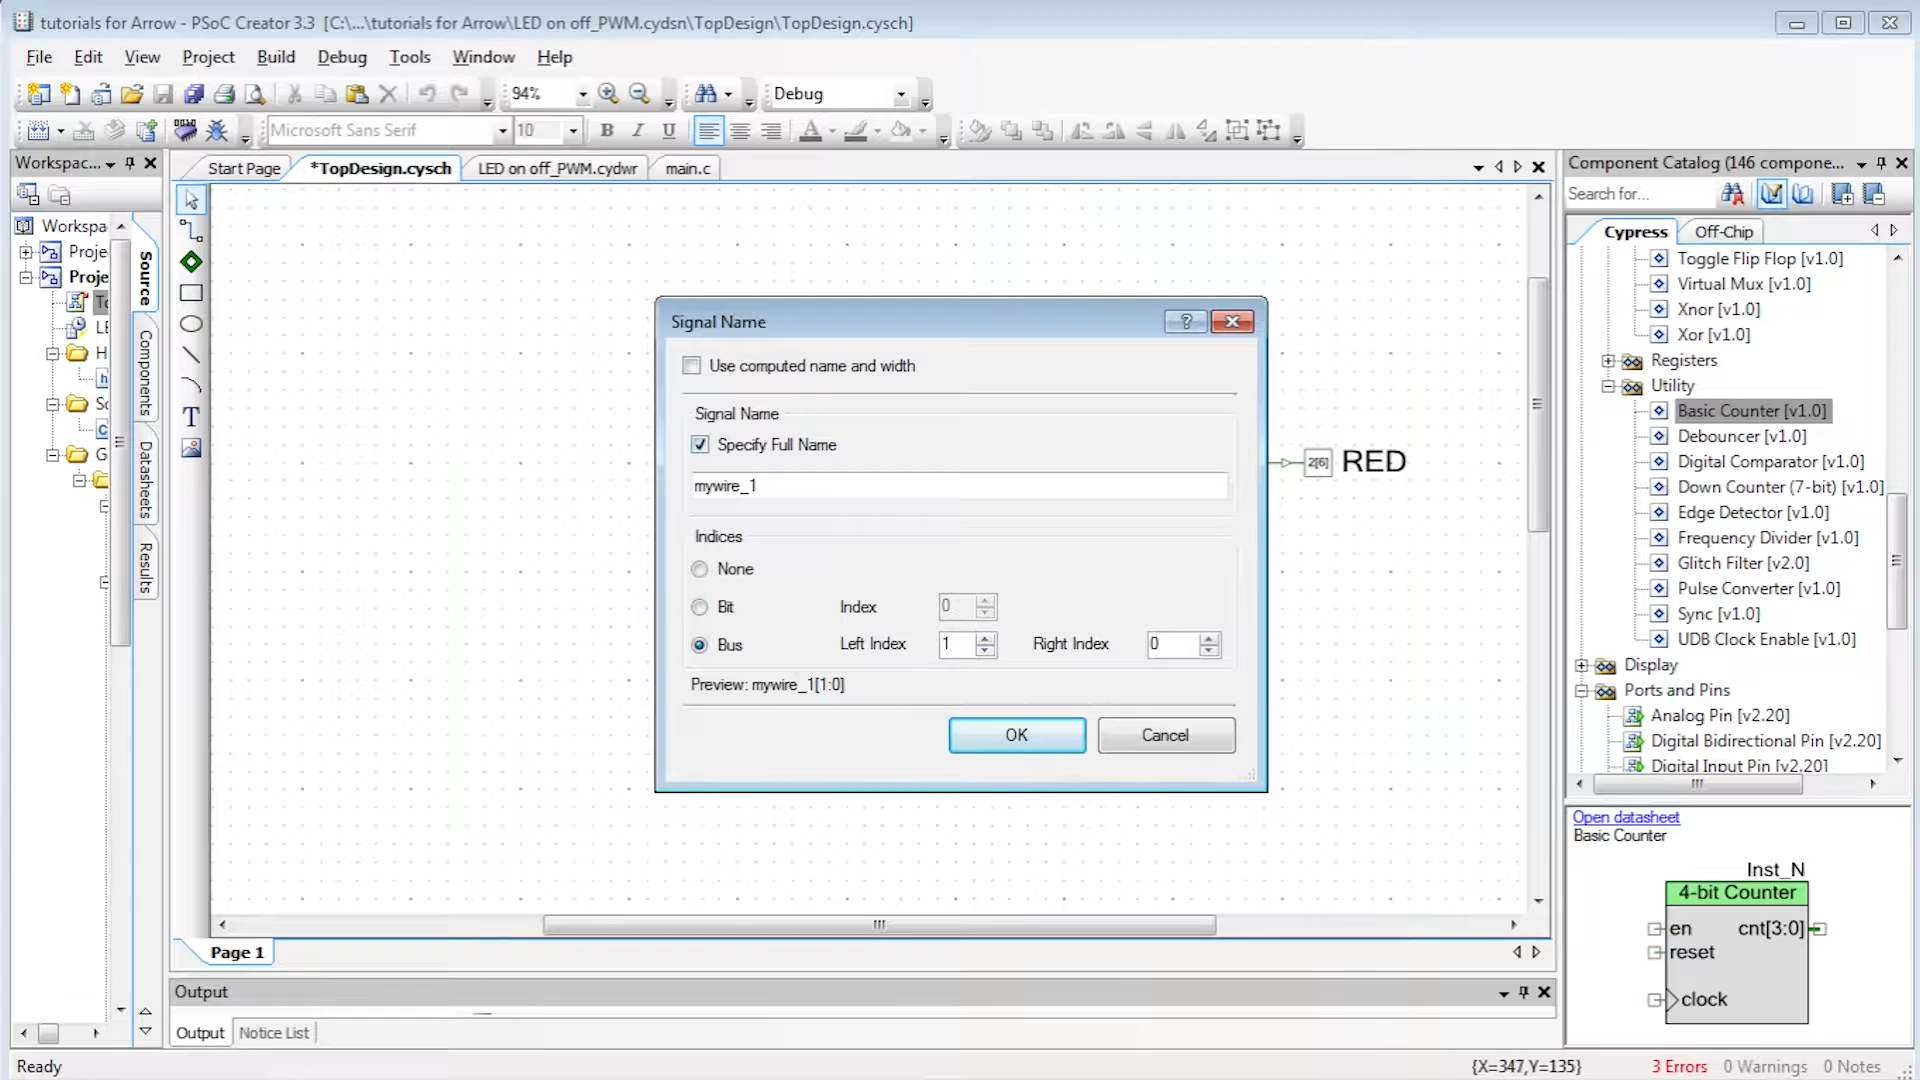 tutorials for Arrow - PSoC Creator 3.3 [C:\...\tutorials for Arrow\LED on off_PWM.cydsn\TopDesign\TopDesign.cysch]
File Edit View Project Build Debug Tools Window Help
94%
Debug
Microsoft Sans Serif
10
B I U A
Workspac...
Start Page
*TopDesign.cysch
LED on off_PWM.cydwr
main.c
Component Catalog (146 compone...
Search for...
Cypress
Off-Chip
Workspa
Proje
Proje
LE
H
h
c
G
Source
Components
Datasheets
Results
T
Signal Name
?
Use computed name and width
Signal Name
Specify Full Name
mywire_1
Indices
None
Bit
Index
0
Bus
Left Index
1
Right Index
0
Preview: mywire_1[1:0]
OK
Cancel
2[6] RED
Toggle Flip Flop [v1.0]
Virtual Mux [v1.0]
Xnor [v1.0]
Xor [v1.0]
Registers
Utility
Basic Counter [v1.0]
Debouncer [v1.0]
Digital Comparator [v1.0]
Down Counter (7-bit) [v1.0]
Edge Detector [v1.0]
Frequency Divider [v1.0]
Glitch Filter [v2.0]
Pulse Converter [v1.0]
Sync [v1.0]
UDB Clock Enable [v1.0]
Display
Ports and Pins
Analog Pin [v2.20]
Digital Bidirectional Pin [v2.20]
Digital Input Pin [v2.20]
Open datasheet
Basic Counter
Inst_N
4-bit Counter
en cnt[3:0]
reset
clock
Page 1
Output
Output
Notice List
Ready
{X=347,Y=135}
3 Errors
0 Warnings
0 Notes